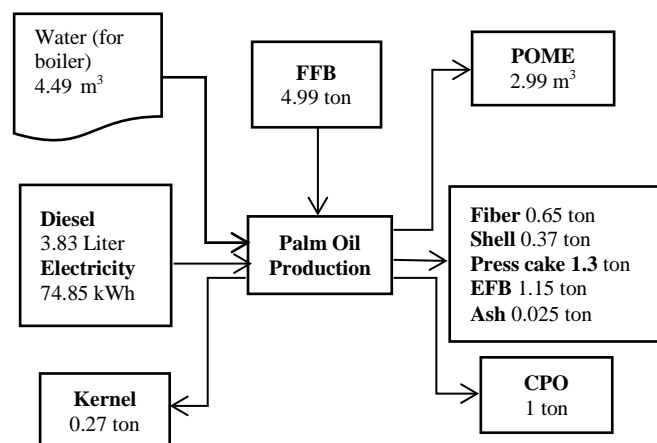 Water (for
boiler)
4.49 m³
FFB
4.99 ton
POME
2.99 m³
Diesel
3.83 Liter
Electricity
74.85 kWh
Palm Oil
Production
Fiber 0.65 ton
Shell 0.37 ton
Press cake 1.3 ton
EFB 1.15 ton
Ash 0.025 ton
Kernel
0.27 ton
CPO
1 ton